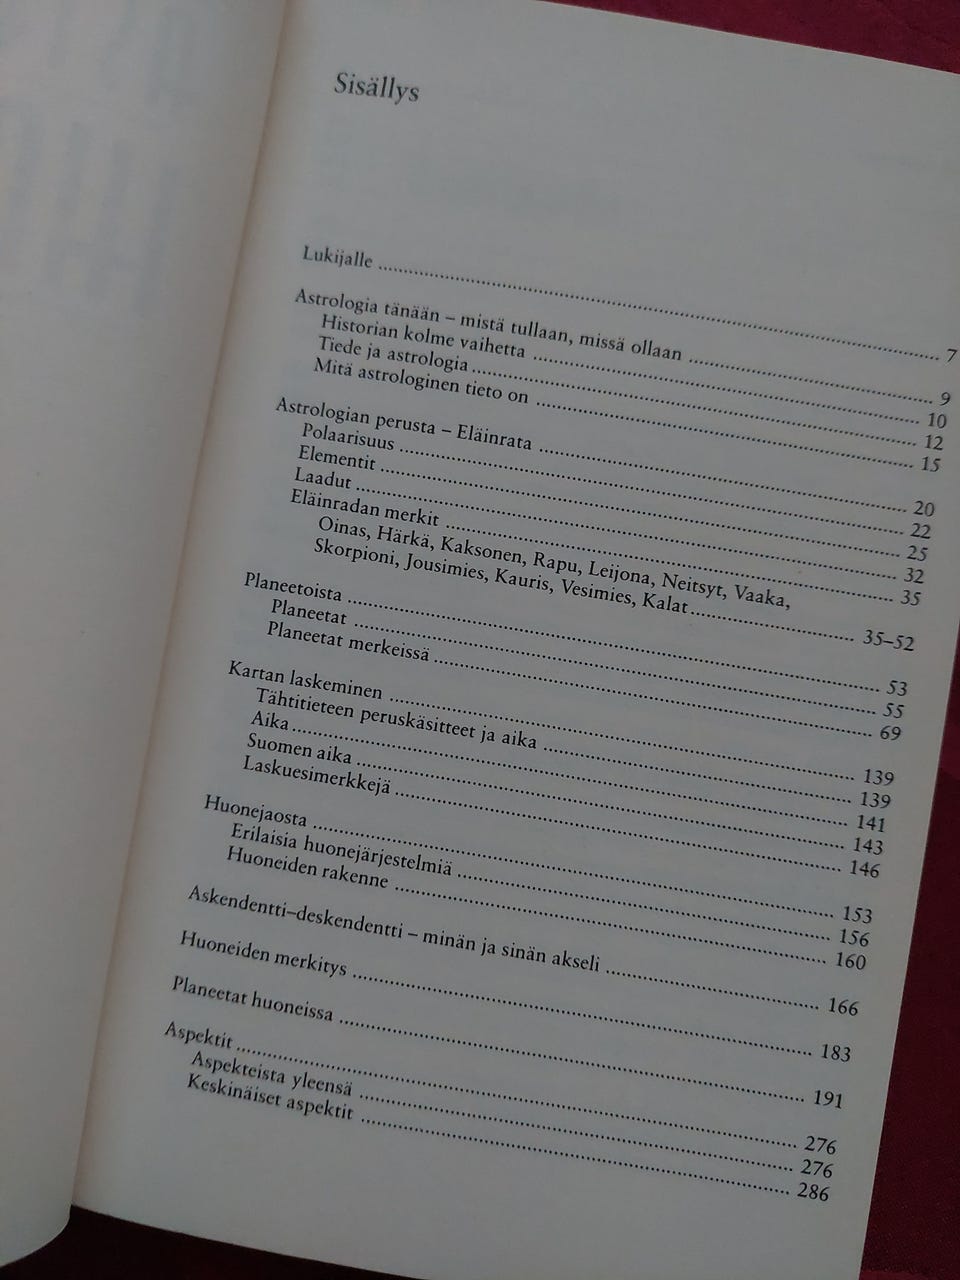 Sisällys
Lukijalle ........ 7
Astrologia tänään – mistä tullaan, missä ollaan ........ 9
Historian kolme vaihetta ........ 10
Tiede ja astrologia ........ 12
Mitä astrologinen tieto on ........ 15
Astrologian perusta – Eläinrata ........ 20
Polaarisuus ........ 22
Elementit ........ 25
Laadut ........ 32
Eläinradan merkit ........ 35
Oinas, Härkä, Kaksonen, Rapu, Leijona, Neitsyt, Vaaka,
Skorpioni, Jousimies, Kauris, Vesimies, Kalat ........ 35–52
Planeetoista ........ 53
Planeetat ........ 55
Planeetat merkeissä ........ 69
Kartan laskeminen ........ 139
Tähtitieteen peruskäsitteet ja aika ........ 139
Aika ........ 141
Suomen aika ........ 143
Laskuesimerkkejä ........ 146
Huonejaosta ........ 153
Erilaisia huonejärjestelmiä ........ 156
Huoneiden rakenne ........ 160
Askendentti–deskendentti – minän ja sinän akseli ........ 166
Huoneiden merkitys ........ 183
Planeetat huoneissa ........ 191
Aspektit ........ 276
Aspekteista yleensä ........ 276
Keskinäiset aspektit ........ 286